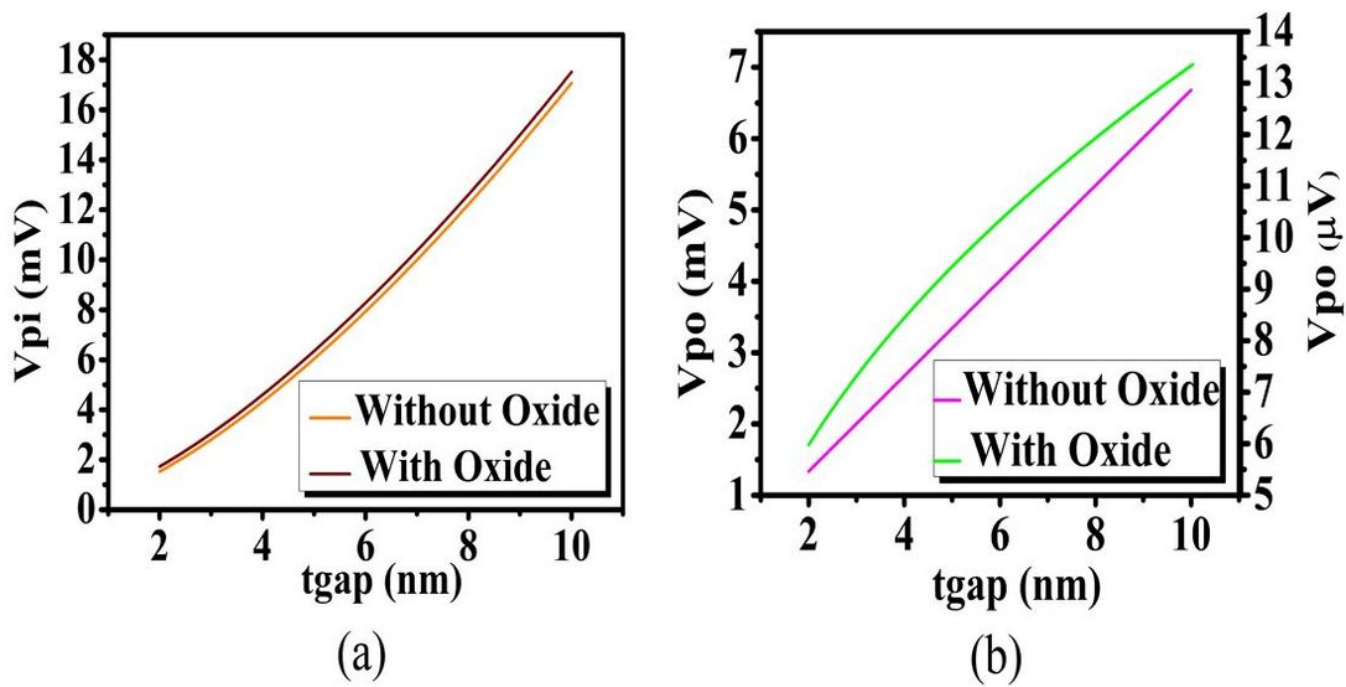 18
16
14
12
10
8
6
4
2
0
Vpi (mV)
Without Oxide
With Oxide
2 4 6 8 10
tgap (nm)
(a)
7
6
5
4
3
2
1
Vpo (mV)
Without Oxide
With Oxide
14
13
12
11
10
9
8
7
6
5
Vpo (μV)
2 4 6 8 10
tgap (nm)
(b)